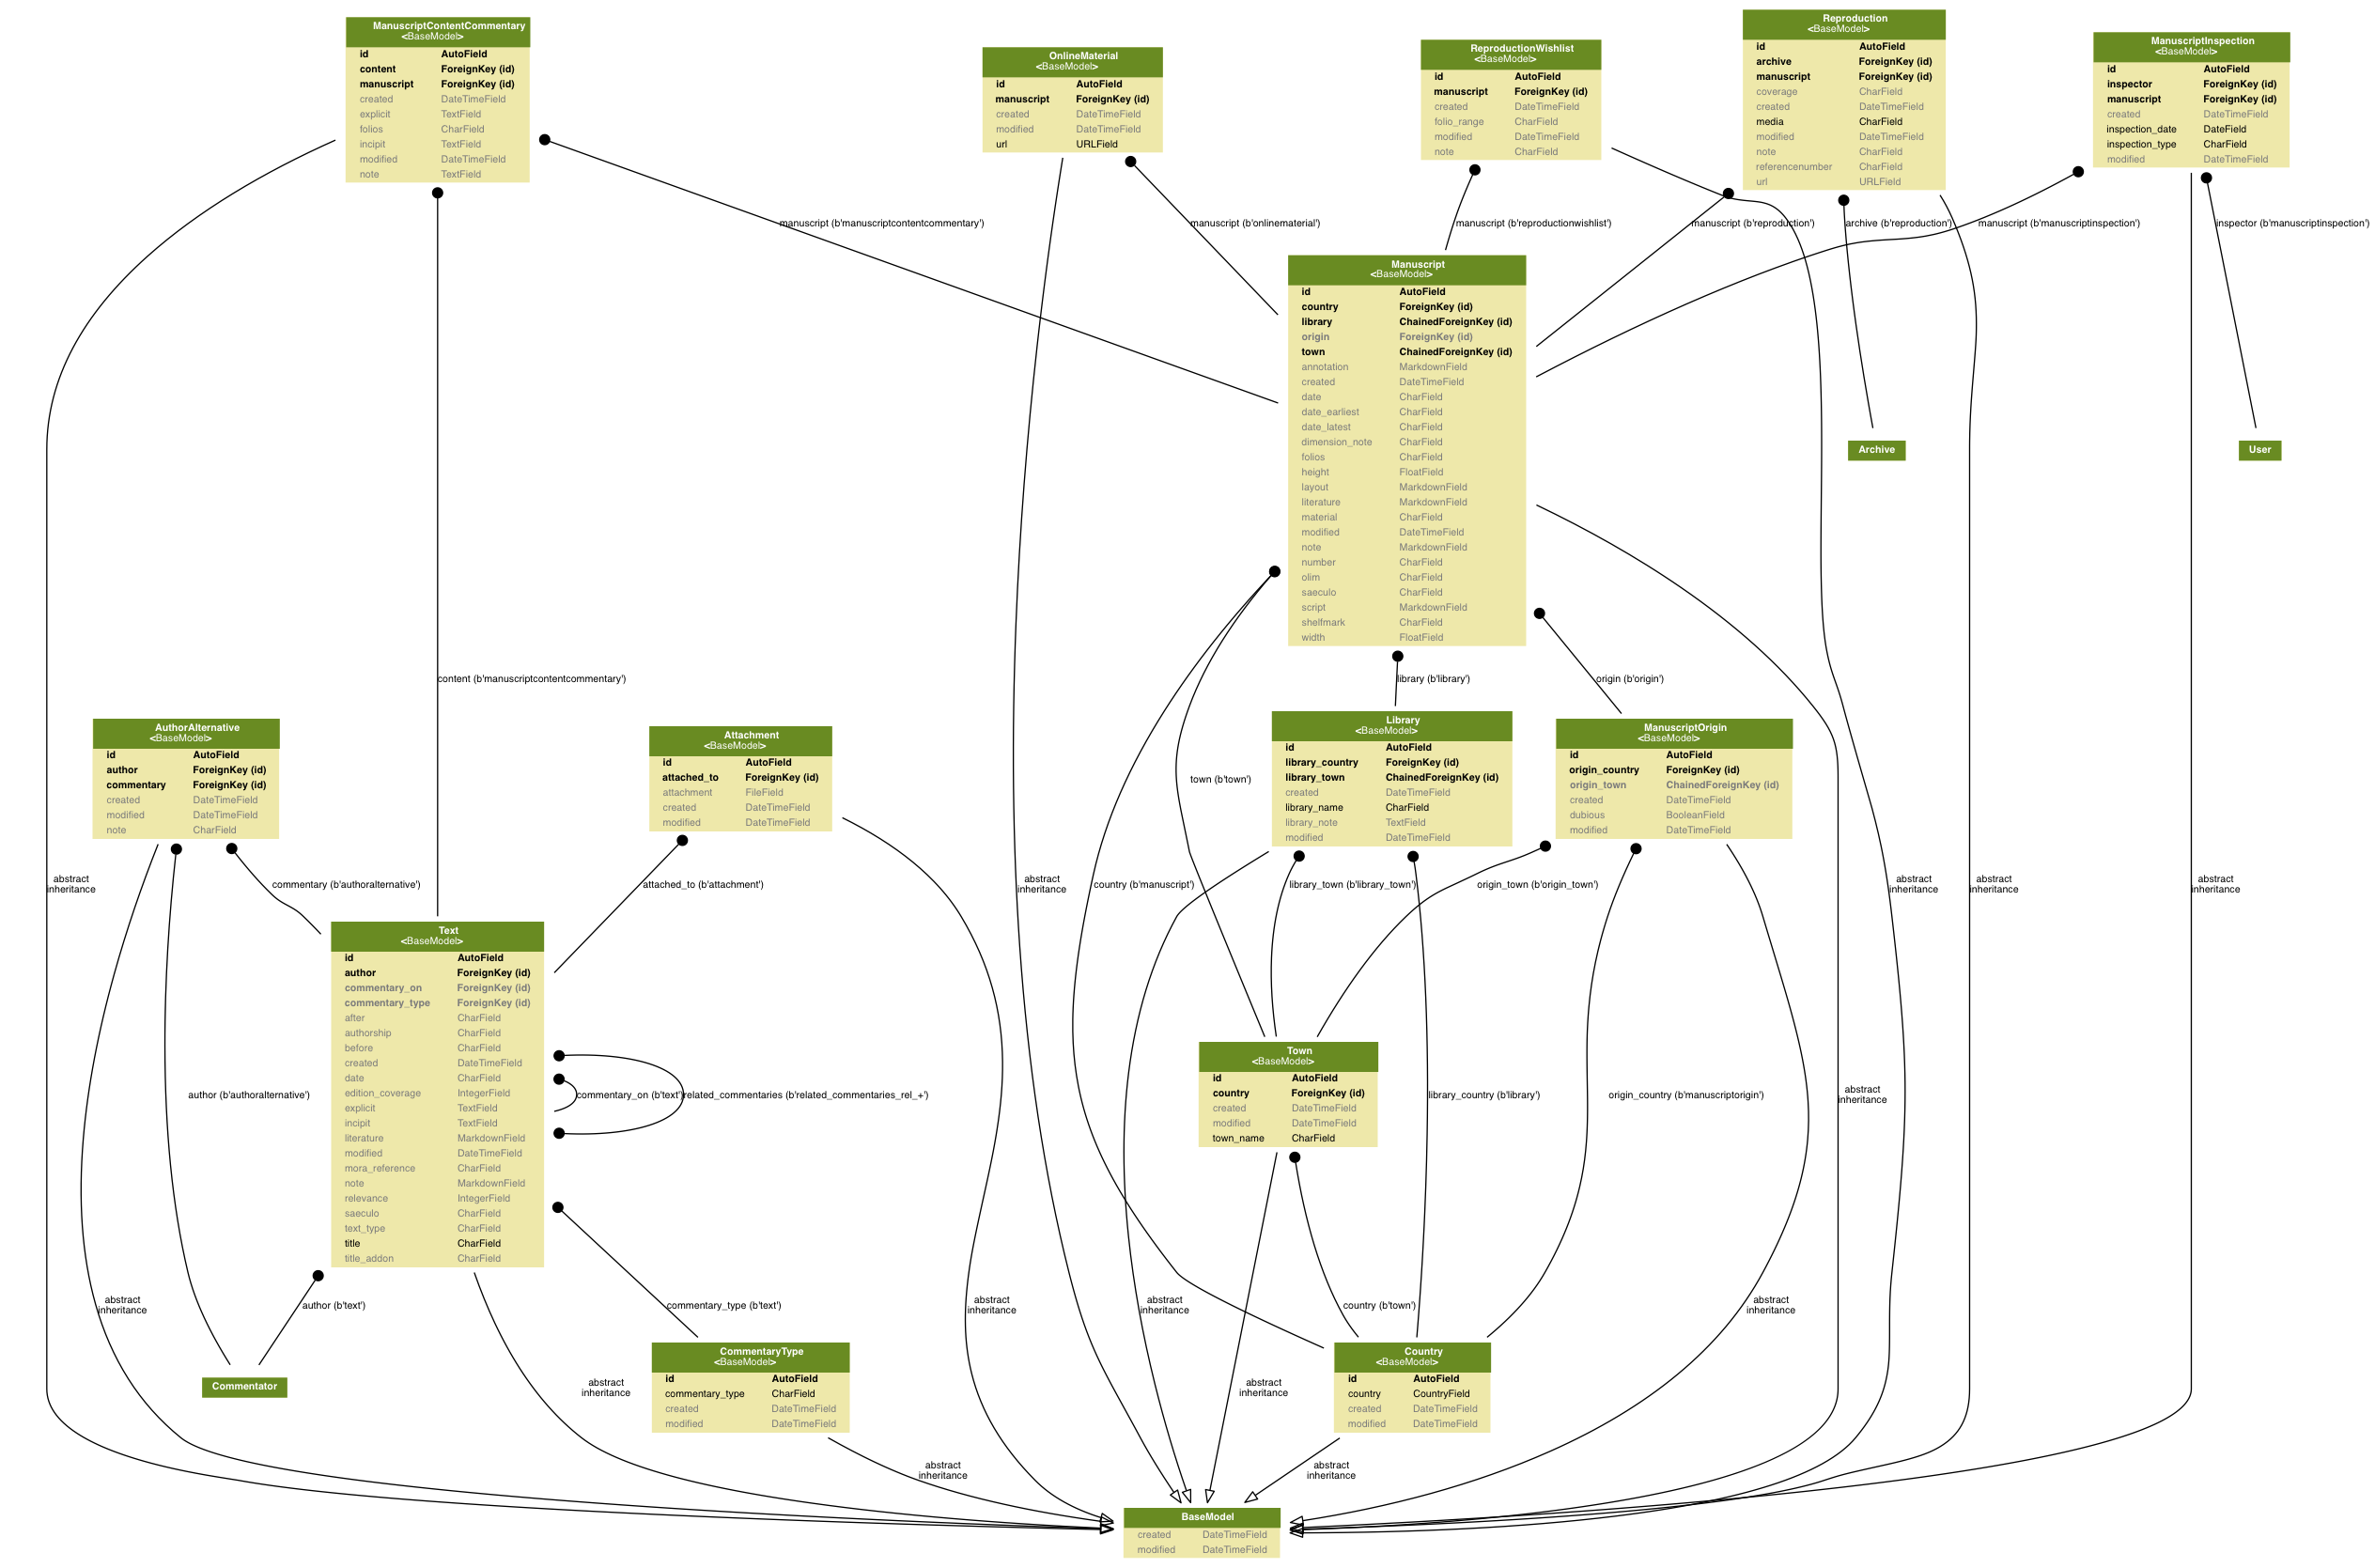 ManuscriptContentCommentary
<BaseModel>
id AutoField
content ForeignKey (id)
manuscript ForeignKey (id)
created DateTimeField
explicit TextField
folios CharField
incipit TextField
modified DateTimeField
note TextField
OnlineMaterial
<BaseModel>
id AutoField
manuscript ForeignKey (id)
created DateTimeField
modified DateTimeField
url URLField
ReproductionWishlist
<BaseModel>
id AutoField
manuscript ForeignKey (id)
created DateTimeField
folio_range CharField
modified DateTimeField
note CharField
Reproduction
<BaseModel>
id AutoField
archive ForeignKey (id)
manuscript ForeignKey (id)
coverage CharField
created DateTimeField
media CharField
modified DateTimeField
note CharField
referencenumber CharField
url URLField
ManuscriptInspection
<BaseModel>
id AutoField
inspector ForeignKey (id)
manuscript ForeignKey (id)
created DateTimeField
inspection_date DateField
inspection_type CharField
modified DateTimeField
manuscript (b'manuscriptcontentcommentary')
manuscript (b'onlinematerial')
manuscript (b'reproductionwishlist')
manuscript (b'reproduction')
archive (b'reproduction')
manuscript (b'manuscriptinspection')
inspector (b'manuscriptinspection')
Manuscript
<BaseModel>
id AutoField
country ForeignKey (id)
library ChainedForeignKey (id)
origin ForeignKey (id)
town ChainedForeignKey (id)
annotation MarkdownField
created DateTimeField
date CharField
date_earliest CharField
date_latest CharField
dimension_note CharField
folios CharField
height FloatField
layout MarkdownField
literature MarkdownField
material CharField
modified DateTimeField
note MarkdownField
number CharField
olim CharField
saeculo CharField
script MarkdownField
shelfmark CharField
width FloatField
Archive
User
content (b'manuscriptcontentcommentary')
library (b'library')
origin (b'origin')
AuthorAlternative
<BaseModel>
id AutoField
author ForeignKey (id)
commentary ForeignKey (id)
created DateTimeField
modified DateTimeField
note CharField
Attachment
<BaseModel>
id AutoField
attached_to ForeignKey (id)
attachment FileField
created DateTimeField
modified DateTimeField
town (b'town')
Library
<BaseModel>
id AutoField
library_country ForeignKey (id)
library_town ChainedForeignKey (id)
created DateTimeField
library_name CharField
library_note TextField
modified DateTimeField
ManuscriptOrigin
<BaseModel>
id AutoField
origin_country ForeignKey (id)
origin_town ChainedForeignKey (id)
created DateTimeField
dubious BooleanField
modified DateTimeField
abstract
inheritance
commentary (b'authoralternative')
attached_to (b'attachment')
abstract
inheritance
country (b'manuscript')
library_town (b'library_town')
origin_town (b'origin_town')
abstract
inheritance
abstract
inheritance
abstract
inheritance
Text
<BaseModel>
id AutoField
author ForeignKey (id)
commentary_on ForeignKey (id)
commentary_type ForeignKey (id)
after CharField
authorship CharField
before CharField
created DateTimeField
date CharField
edition_coverage IntegerField
explicit TextField
incipit TextField
literature MarkdownField
modified DateTimeField
mora_reference CharField
note MarkdownField
relevance IntegerField
saeculo CharField
text_type CharField
title CharField
title_addon CharField
author (b'authoralternative')
commentary_on (b'text')
related_commentaries (b'related_commentaries_rel_+')
Town
<BaseModel>
id AutoField
country ForeignKey (id)
created DateTimeField
modified DateTimeField
town_name CharField
library_country (b'library')
origin_country (b'manuscriptorigin')
abstract
inheritance
abstract
inheritance
author (b'text')
commentary_type (b'text')
abstract
inheritance
abstract
inheritance
country (b'town')
abstract
inheritance
Commentator
abstract
inheritance
CommentaryType
<BaseModel>
id AutoField
commentary_type CharField
created DateTimeField
modified DateTimeField
abstract
inheritance
Country
<BaseModel>
id AutoField
country CountryField
created DateTimeField
modified DateTimeField
abstract
inheritance
abstract
inheritance
BaseModel
created DateTimeField
modified DateTimeField